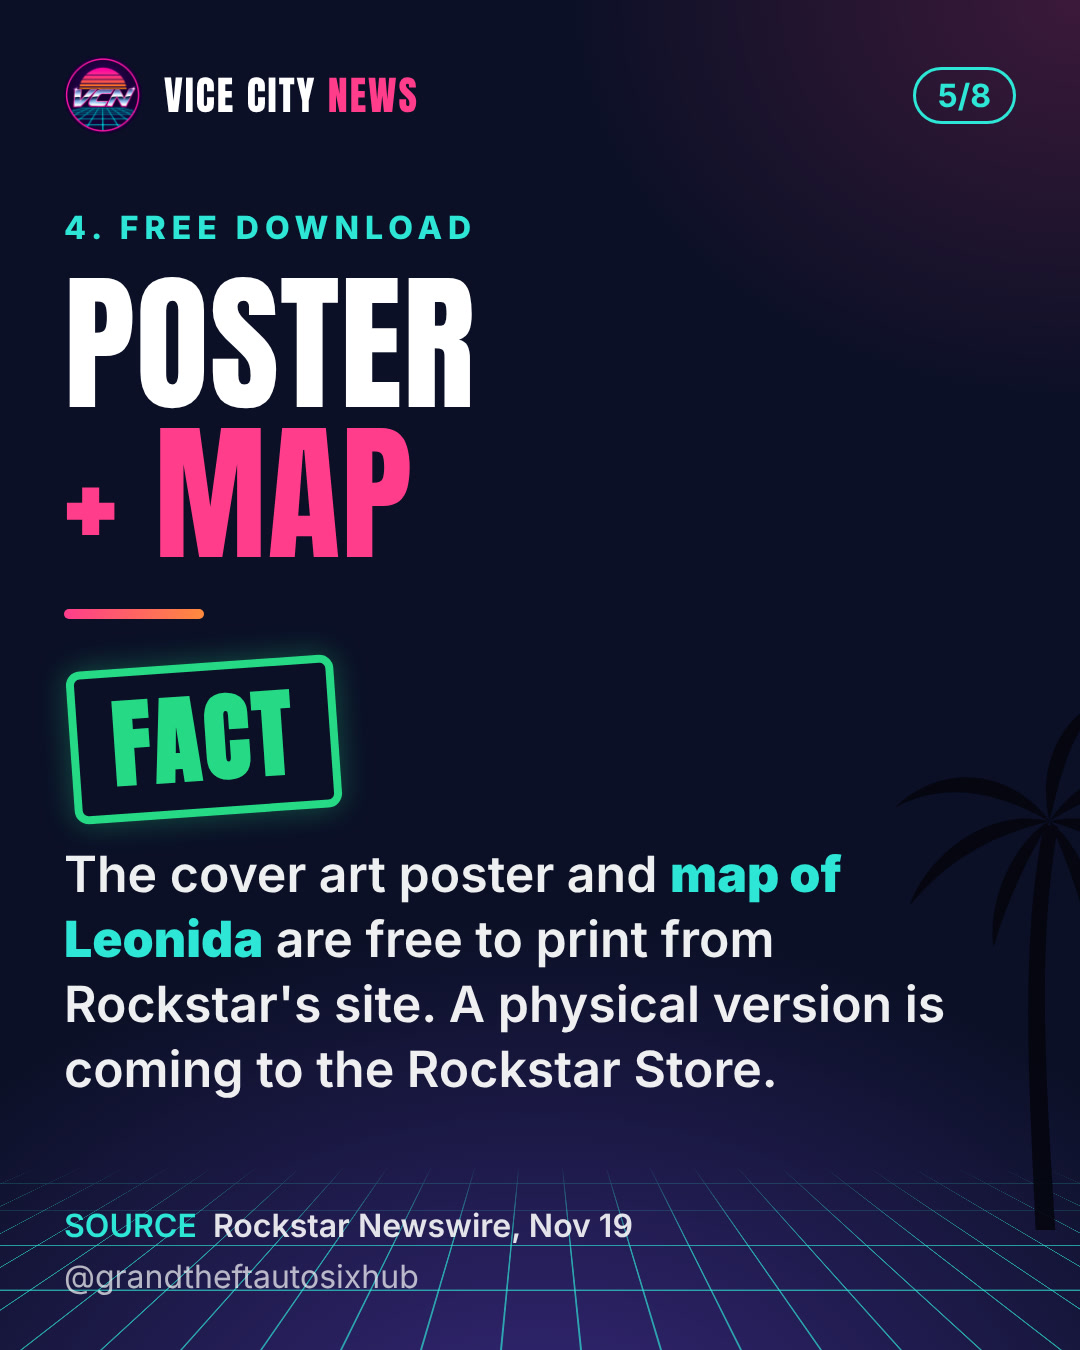 VCN
VICE CITY NEWS
5/8
4. FREE DOWNLOAD
POSTER
+ MAP
FACT
The cover art poster and map of
Leonida are free to print from
Rockstar's site. A physical version is
coming to the Rockstar Store.
SOURCE Rockstar Newswire, Nov 19
@grandtheftautosixhub